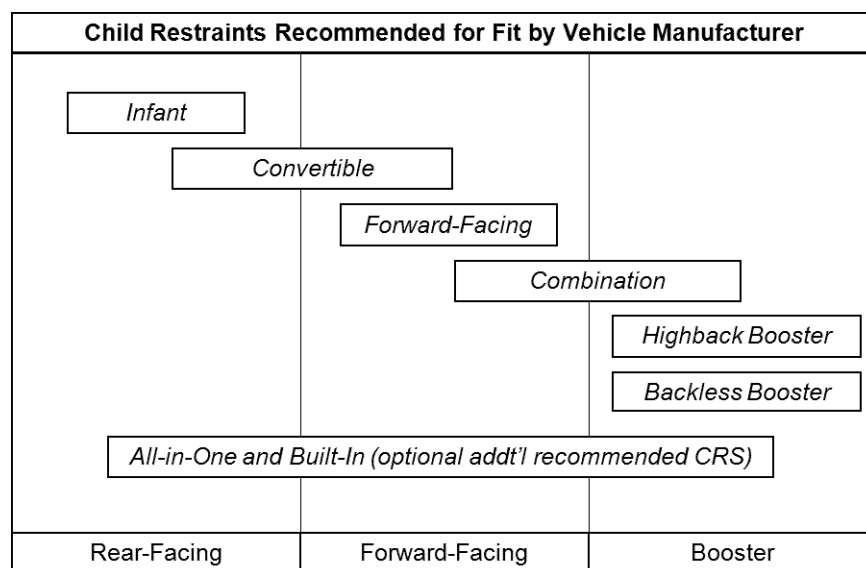 Child Restraints Recommended for Fit by Vehicle Manufacturer
Infant
Convertible
Forward-Facing
Combination
Highback Booster
Backless Booster
All-in-One and Built-In (optional addt'l recommended CRS)
Rear-Facing
Forward-Facing
Booster